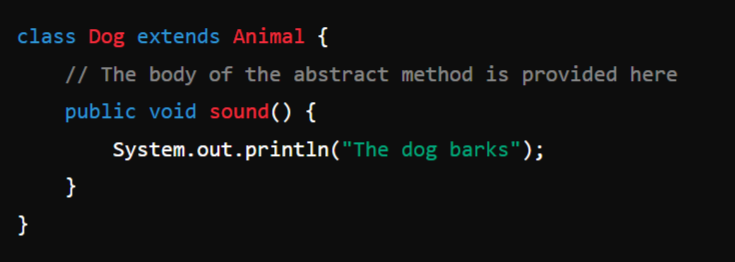 class Dog extends Animal {
    // The body of the abstract method is provided here
    public void sound() {
        System.out.println("The dog barks");
    }
}